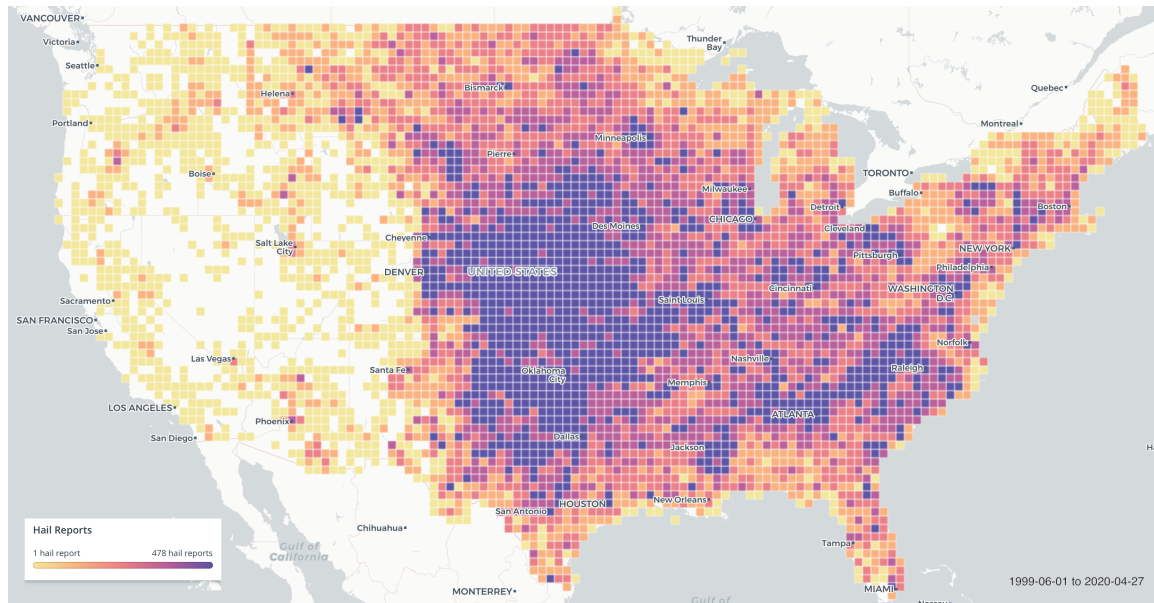 VANCOUVER
Victoria
Seattle
Thunder
Bay
Quebec
Helena
Bismarck
Portland
Montreal
Minneapolis
Pierre
Boise
TORONTO
Milwaukee
Buffalo
Detroit
Boston
CHICAGO
Des Moines
Cleveland
Cheyenne
Salt Lake
City
NEW YORK
Pittsburgh
DENVER
UNITED STATES
Philadelphia
Cincinnati
WASHINGTON
D.C.
Sacramento
Saint Louis
SAN FRANCISCO
San Jose
Norfolk
Las Vegas
Nashville
Santa Fe
Oklahoma
City
Raleigh
Memphis
LOS ANGELES
ATLANTA
Phoenix
San Diego
Dallas
Jackson
H
New Orleans
HOUSTON
San Antonio
Hail Reports
Chihuahua
1 hail report
478 hail reports
Gulf of
California
Tampa
1999-06-01 to 2020-04-27
MONTERREY
MIAMI
Gulf of